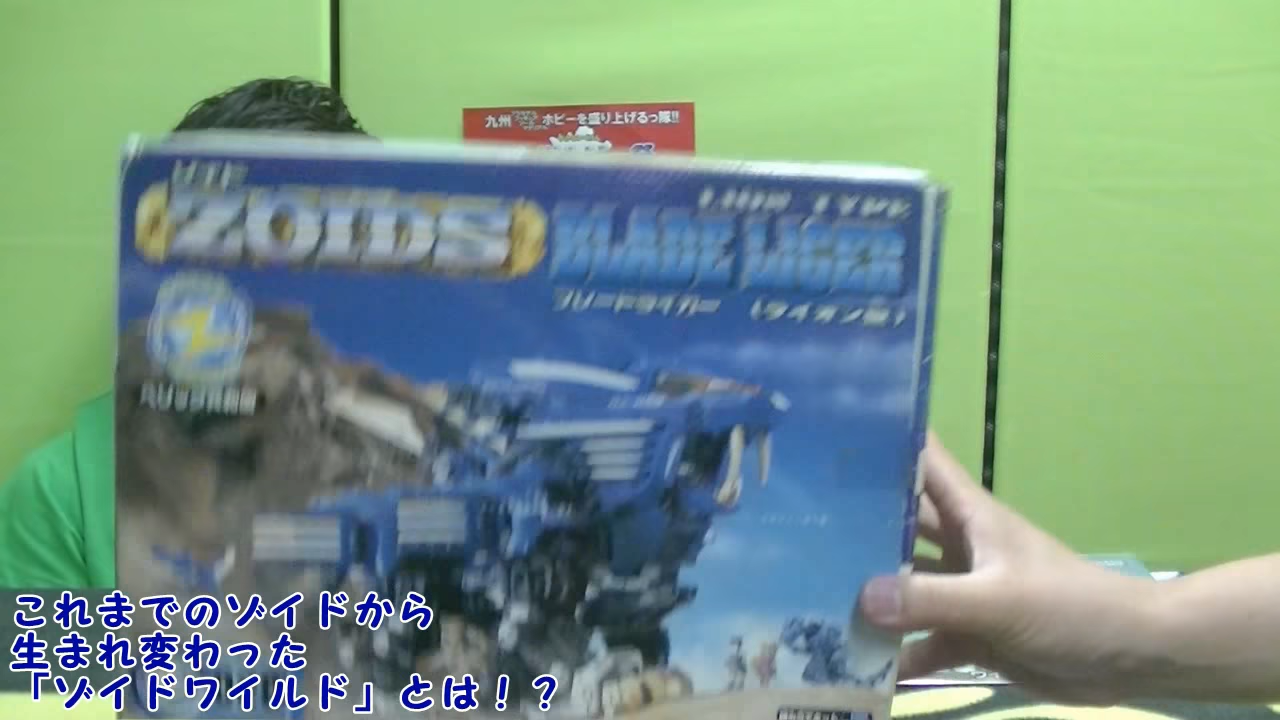 九州
ホビーを盛り上げるっ隊!!
ZOIDS
LION TYPE
BLADE LIGER
ブレードライガー (ライオン型)
これまでのゾイドから
生まれ変わった
「ゾイドワイルド」とは！？